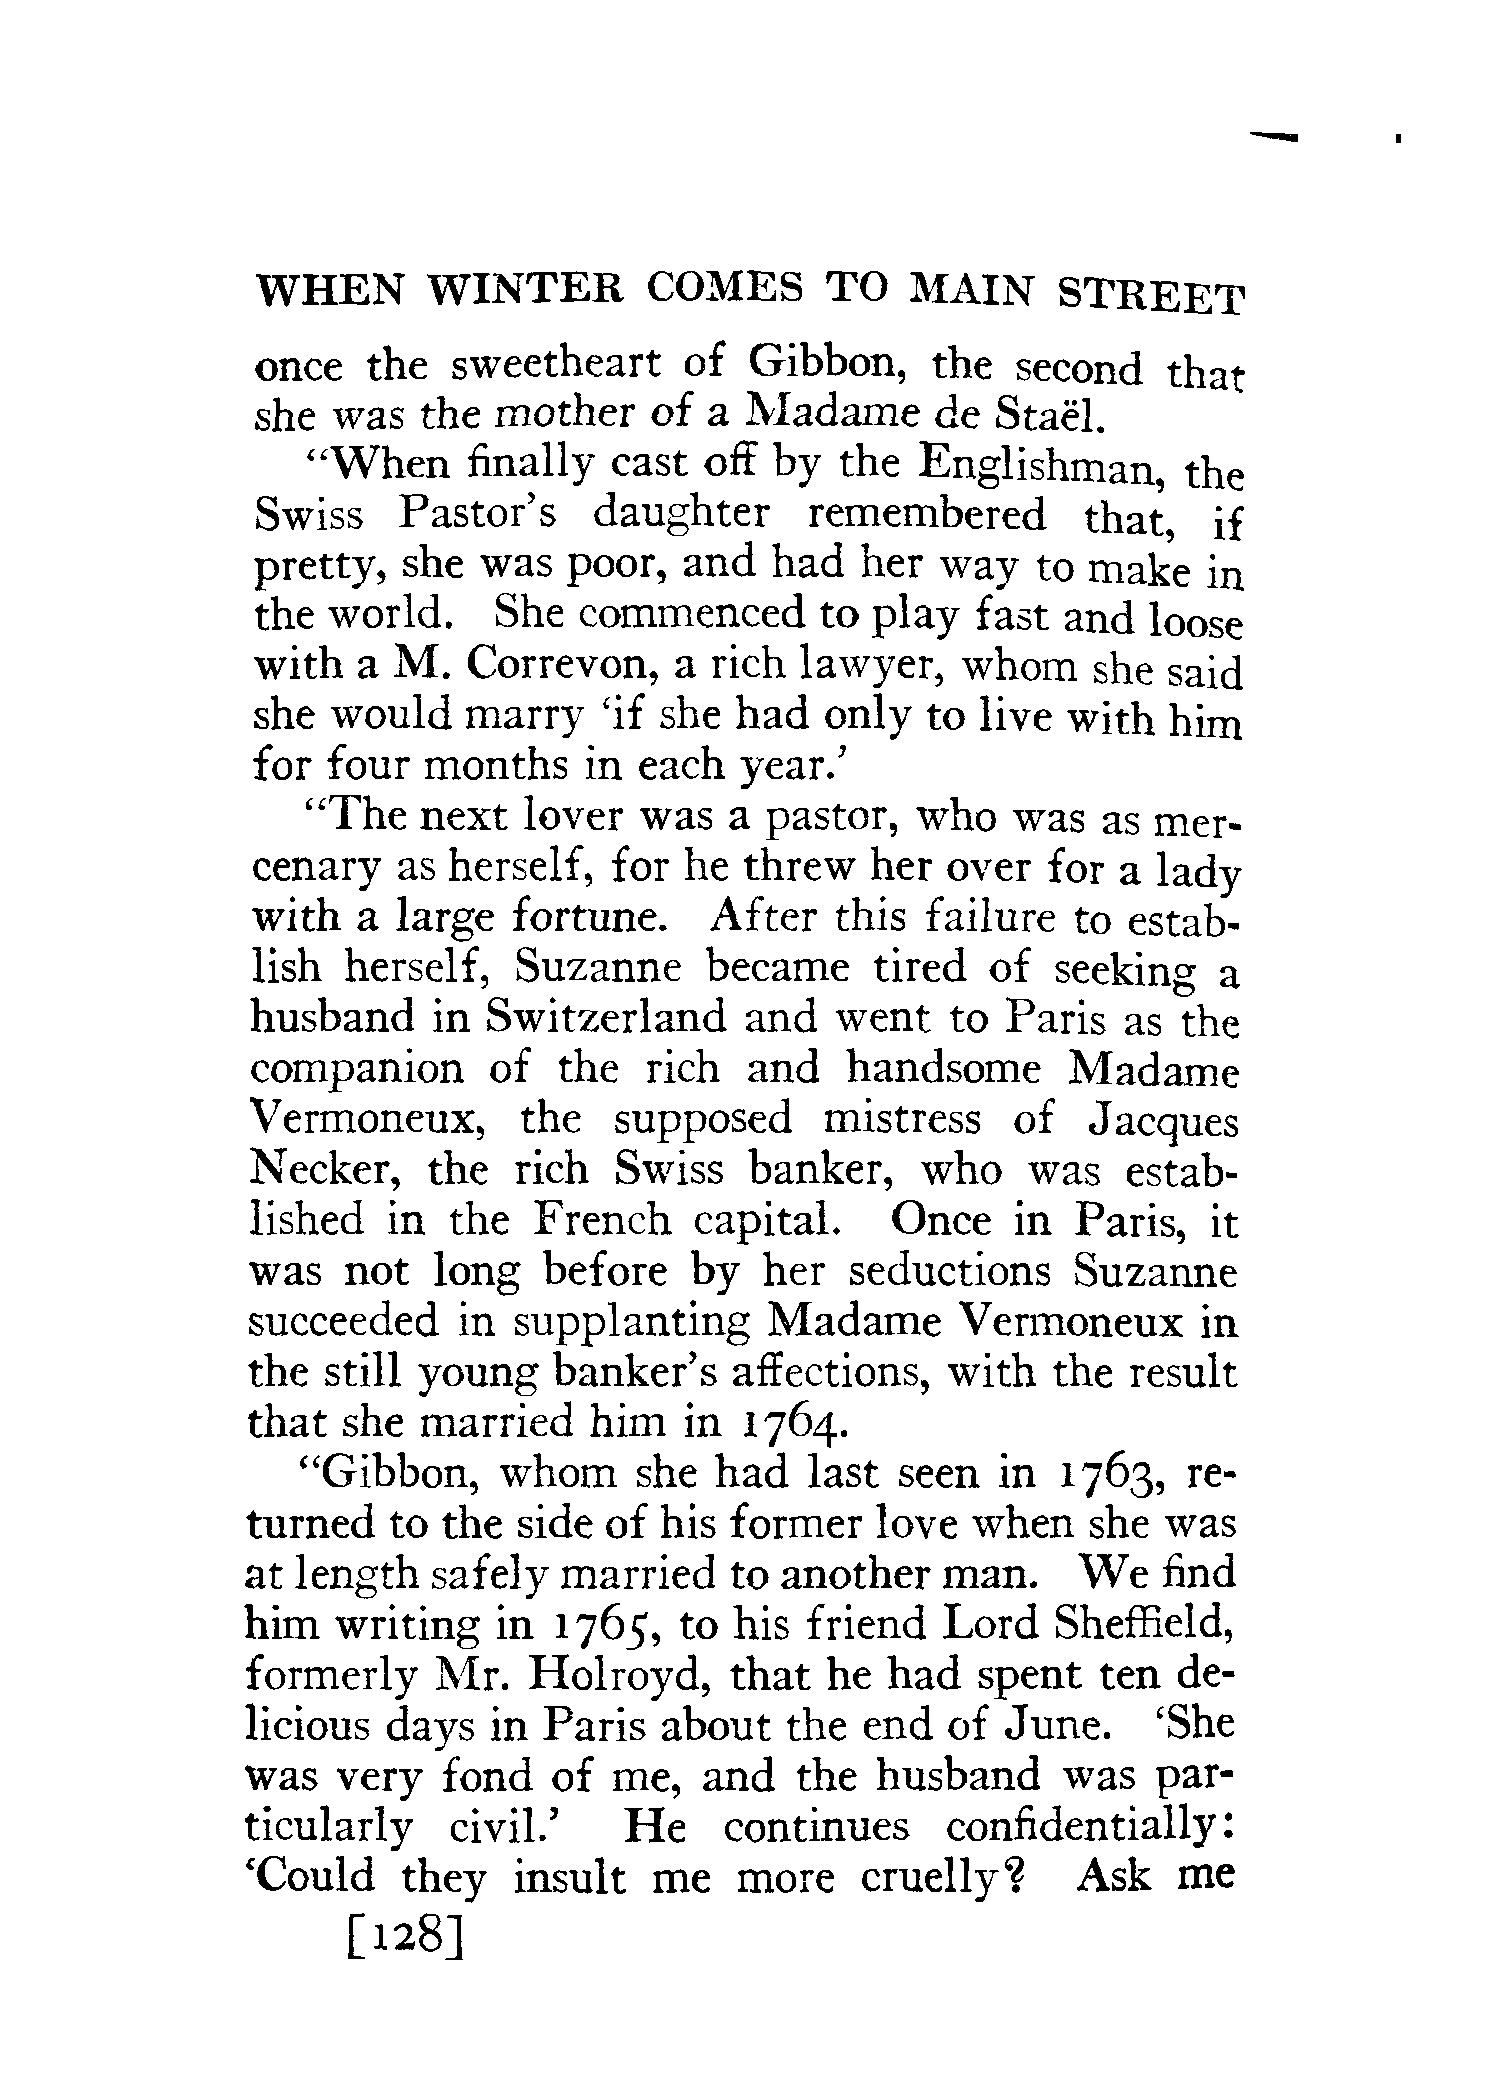 WHEN WINTER COMES TO MAIN STREET
once the sweetheart of Gibbon, the second that
she was the mother of a Madame de Staël.
“When finally cast off by the Englishman, the
Swiss Pastor’s daughter remembered that, if
pretty, she was poor, and had her way to make in
the world. She commenced to play fast and loose
with a M. Correvon, a rich lawyer, whom she said
she would marry ‘if she had only to live with him
for four months in each year.’
“The next lover was a pastor, who was as mer-
cenary as herself, for he threw her over for a lady
with a large fortune. After this failure to estab-
lish herself, Suzanne became tired of seeking a
husband in Switzerland and went to Paris as the
companion of the rich and handsome Madame
Vermoneux, the supposed mistress of Jacques
Necker, the rich Swiss banker, who was estab-
lished in the French capital. Once in Paris, it
was not long before by her seductions Suzanne
succeeded in supplanting Madame Vermoneux in
the still young banker’s affections, with the result
that she married him in 1764.
“Gibbon, whom she had last seen in 1763, re-
turned to the side of his former love when she was
at length safely married to another man. We find
him writing in 1765, to his friend Lord Sheffield,
formerly Mr. Holroyd, that he had spent ten de-
licious days in Paris about the end of June. ‘She
was very fond of me, and the husband was par-
ticularly civil.’ He continues confidentially:
‘Could they insult me more cruelly? Ask me
[128]